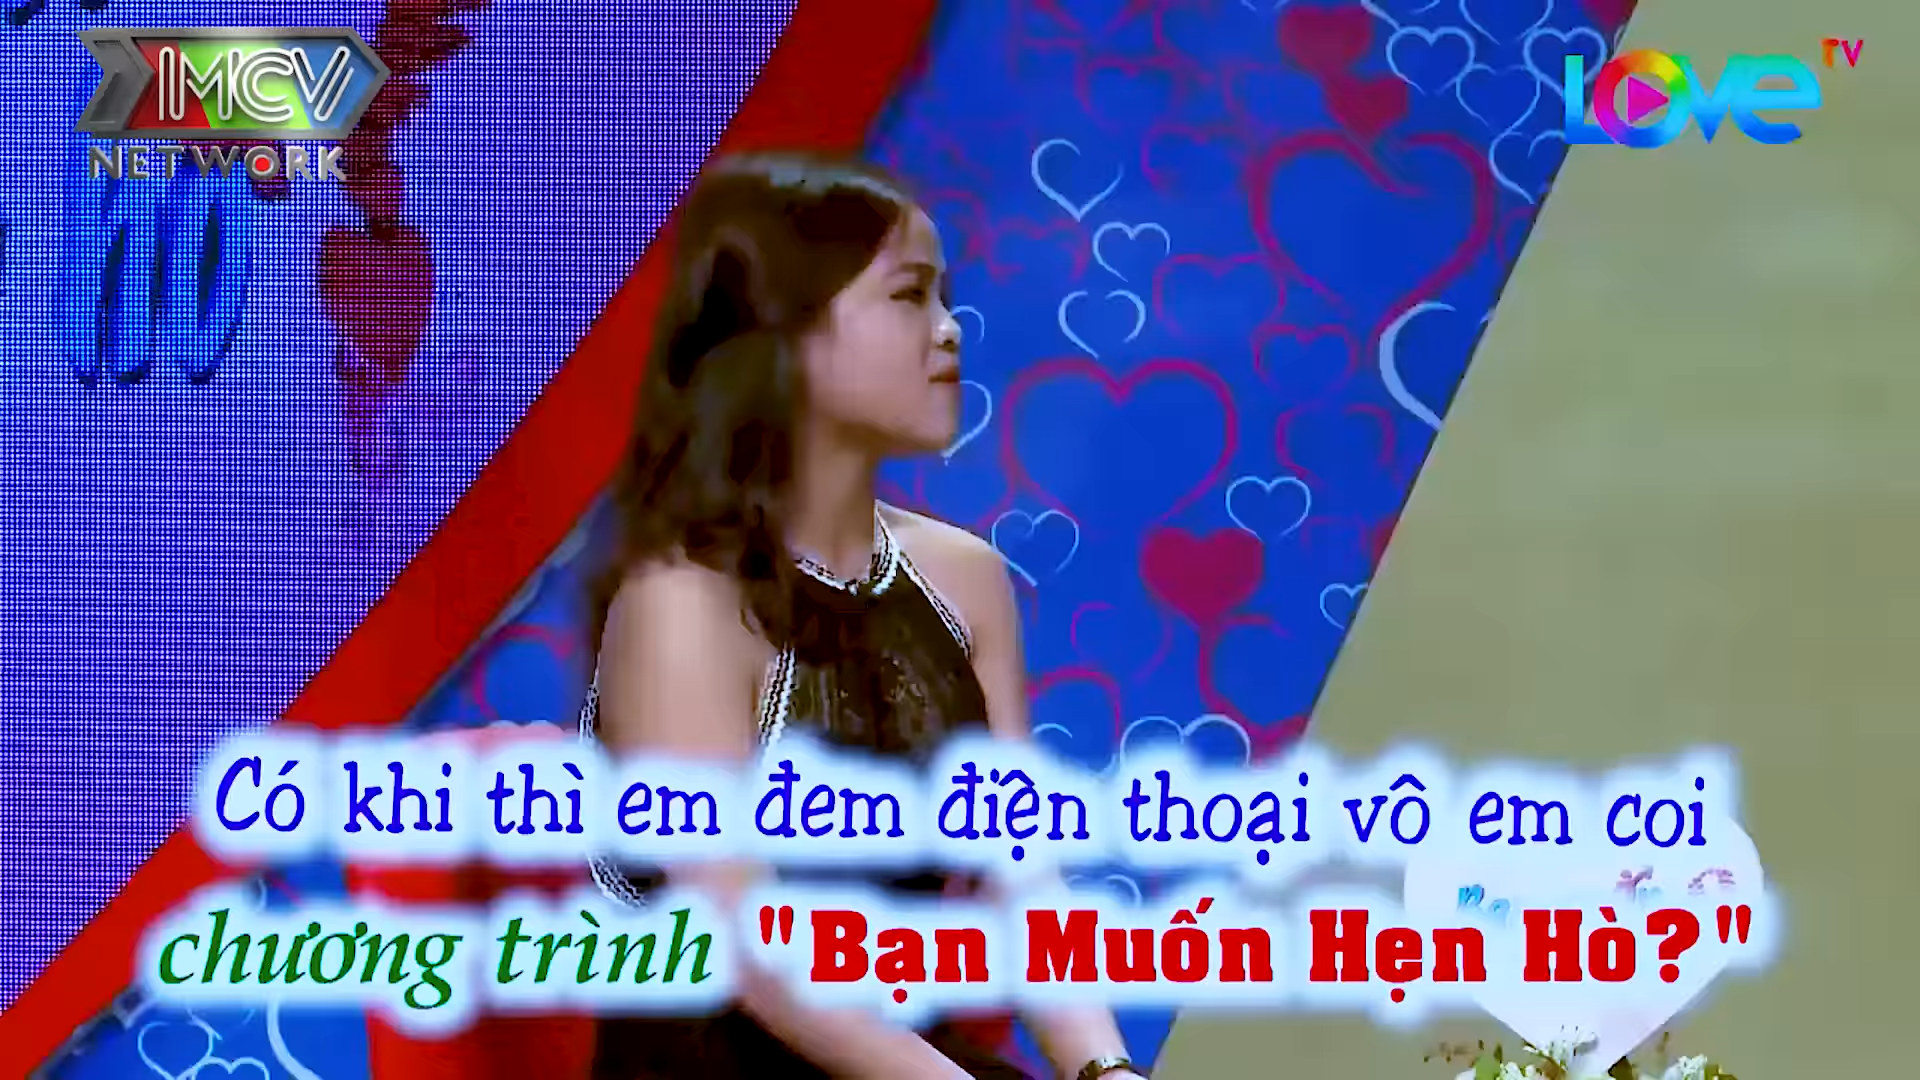 MCV
NETWORK
LOVE TV
Có khi thì em đem điện thoại vô em coi
chương trình "Bạn Muốn Hẹn Hò?"